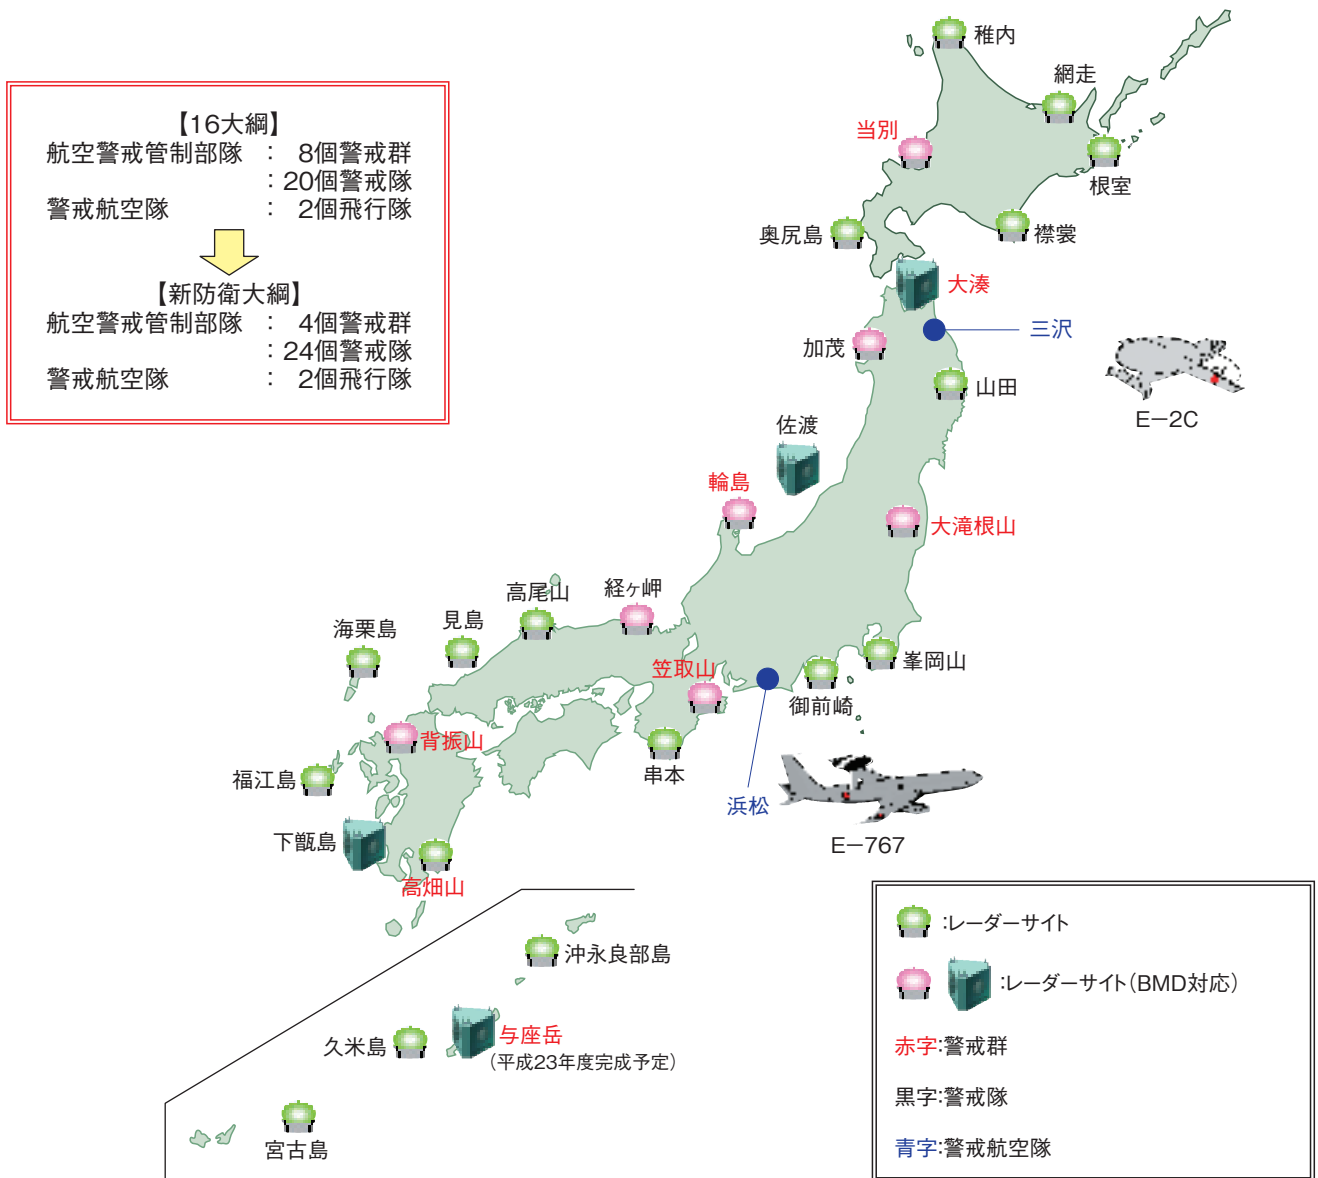 【16大綱】
航空警戒管制部隊 : 8個警戒群
: 20個警戒隊
警戒航空隊 : 2個飛行隊
【新防衛大綱】
航空警戒管制部隊 : 4個警戒群
: 24個警戒隊
警戒航空隊 : 2個飛行隊
稚内
網走
当別
根室
奥尻島
襟裳
大湊
三沢
加茂
山田
E−2C
佐渡
輪島
大滝根山
高尾山
経ヶ岬
見島
海栗島
笠取山
峯岡山
御前崎
背振山
串本
福江島
浜松
下甑島
E−767
高畑山
沖永良部島
与座岳
久米島
(平成23年度完成予定)
宮古島
:レーダーサイト
:レーダーサイト(BMD対応)
赤字:警戒群
黒字:警戒隊
青字:警戒航空隊